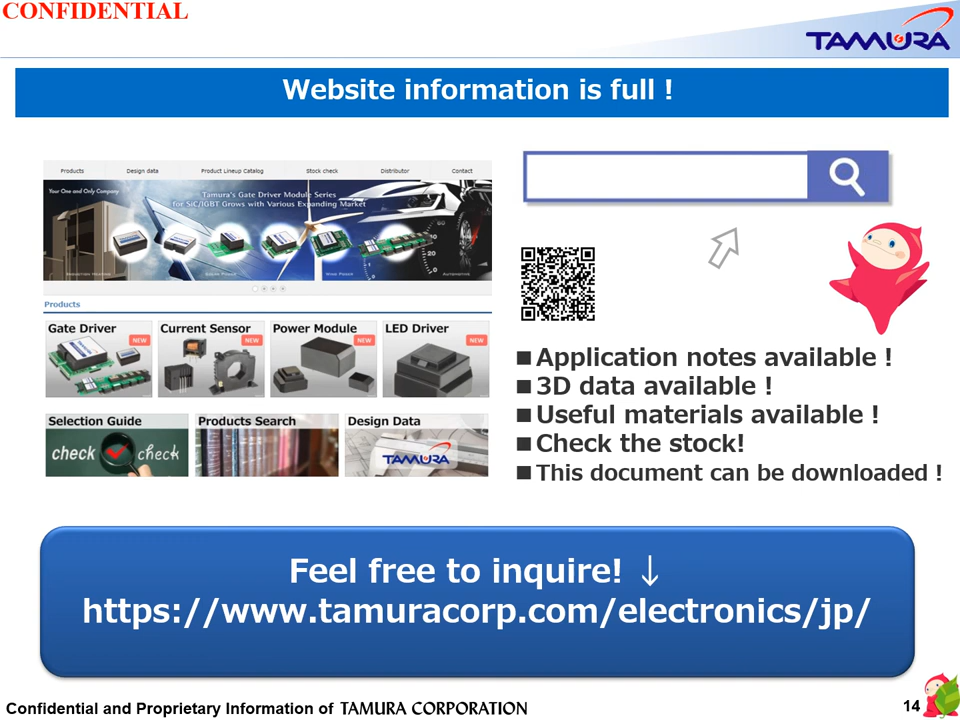 CONFIDENTIAL
TAMURA
Website information is full !
Products Design data Product Lineup Catalog Stock check Distributor Contact
Your One and Only Company
Tamura's Gate Driver Module Series
for SiC/IGBT Grows with Various Expanding Market
Wind Power
Products
Gate Driver Current Sensor Power Module LED Driver
NEW NEW NEW NEW
Selection Guide Products Search Design Data
check check
TAMURA
■Application notes available !
■3D data available !
■Useful materials available !
■Check the stock!
■This document can be downloaded !
Feel free to inquire! ↓
https://www.tamuracorp.com/electronics/jp/
Confidential and Proprietary Information of TAMURA CORPORATION
14